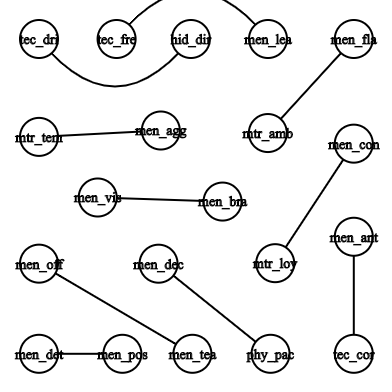 tec_dri tec_fre hid_dir men_lea men_fla
mtr_tem men_agg mtr_amb men_con
men_vis men_bra
men_ant
men_off men_dec mtr_loy
men_det men_pos men_tea phy_pac tec_cor